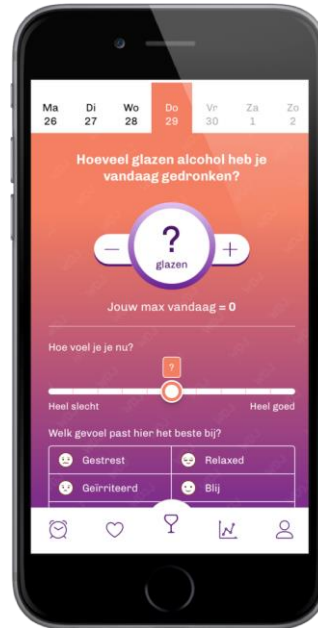 Ma Di Wo Do Vr Za Zo
26 27 28 29 30 1 2
Hoeveel glazen alcohol heb je
vandaag gedronken?
− ? +
glazen
Jouw max vandaag = 0
Hoe voel je je nu?
?
Heel slecht Heel goed
Welk gevoel past hier het beste bij?
Gestrest Relaxed
Geïrriteerd Blij